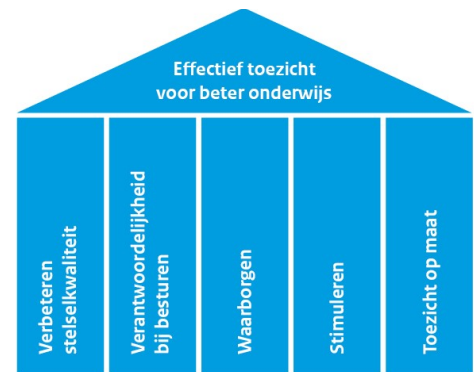 Effectief toezicht
voor beter onderwijs
Verbeteren
stelselkwaliteit
Verantwoordelijkheid
bij besturen
Waarborgen
Stimuleren
Toezicht op maat